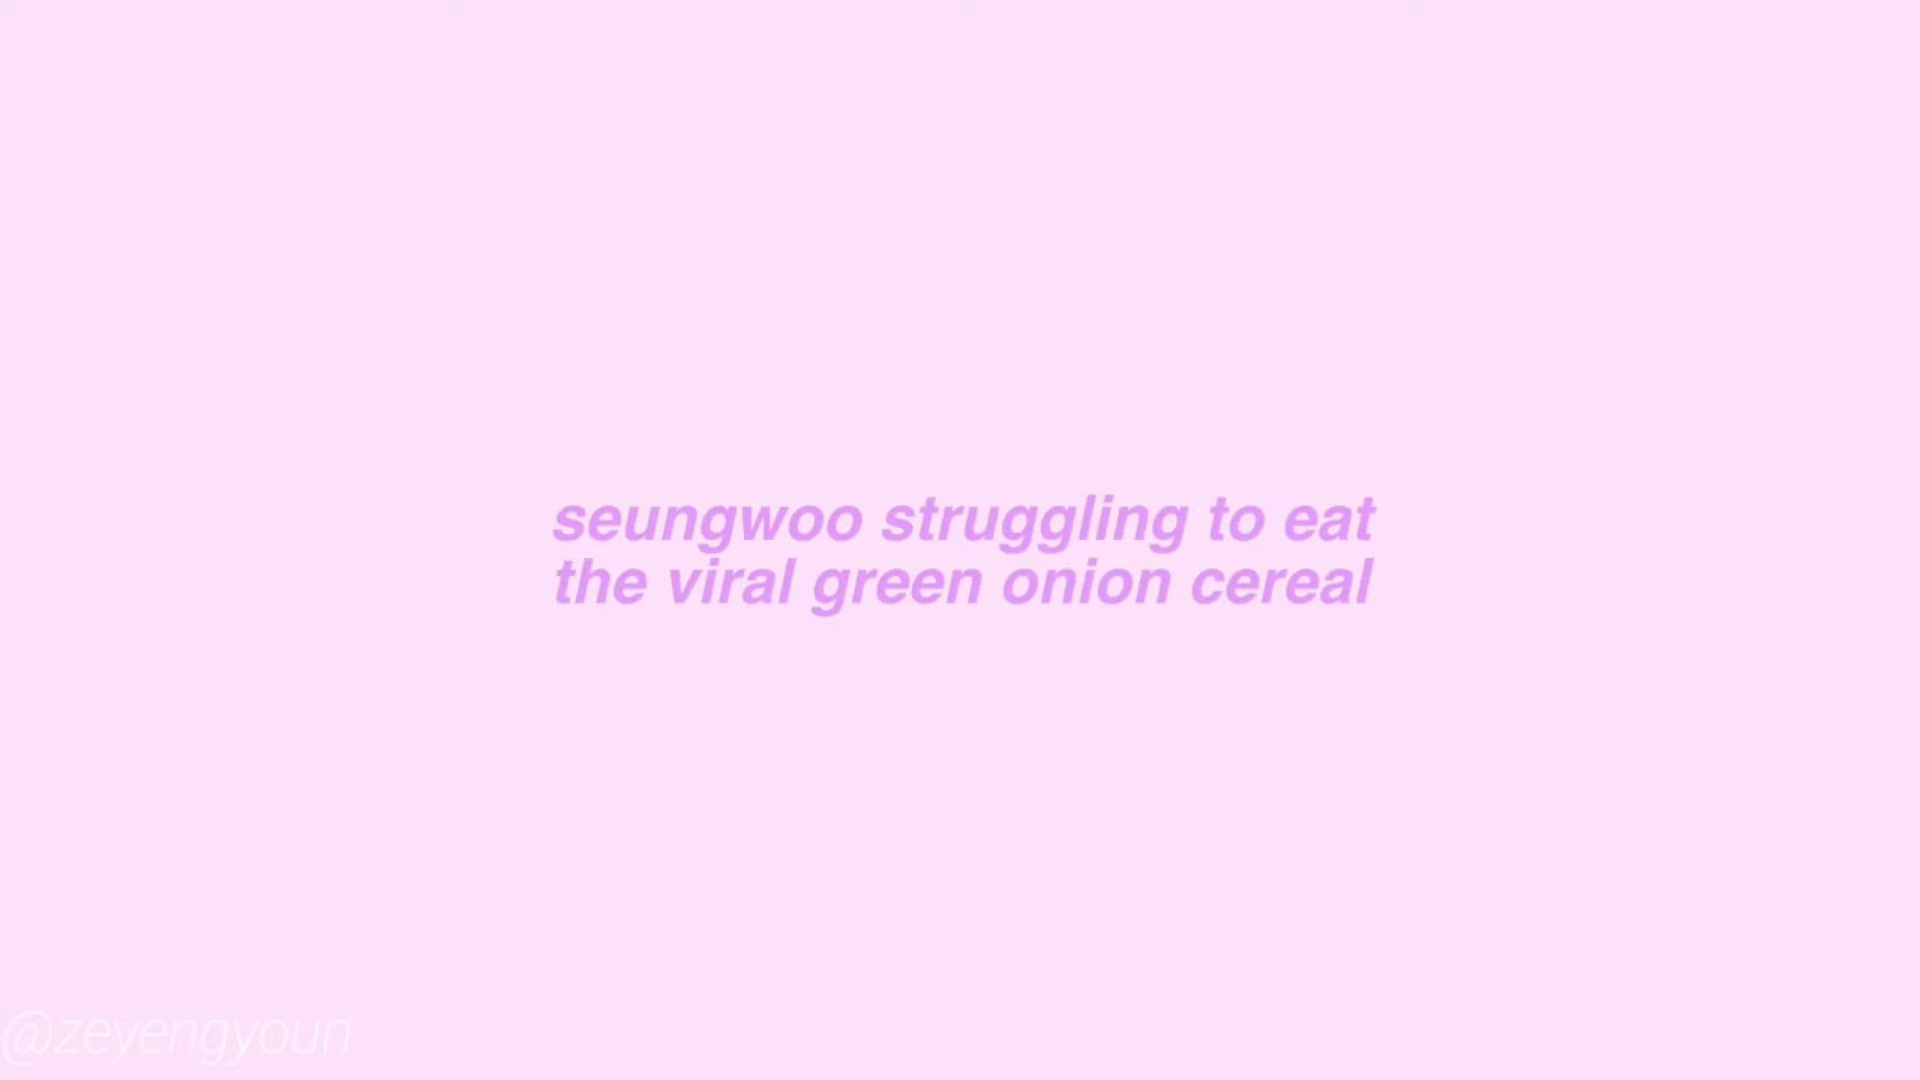 seungwoo struggling to eat
the viral green onion cereal
@zeyengyoun